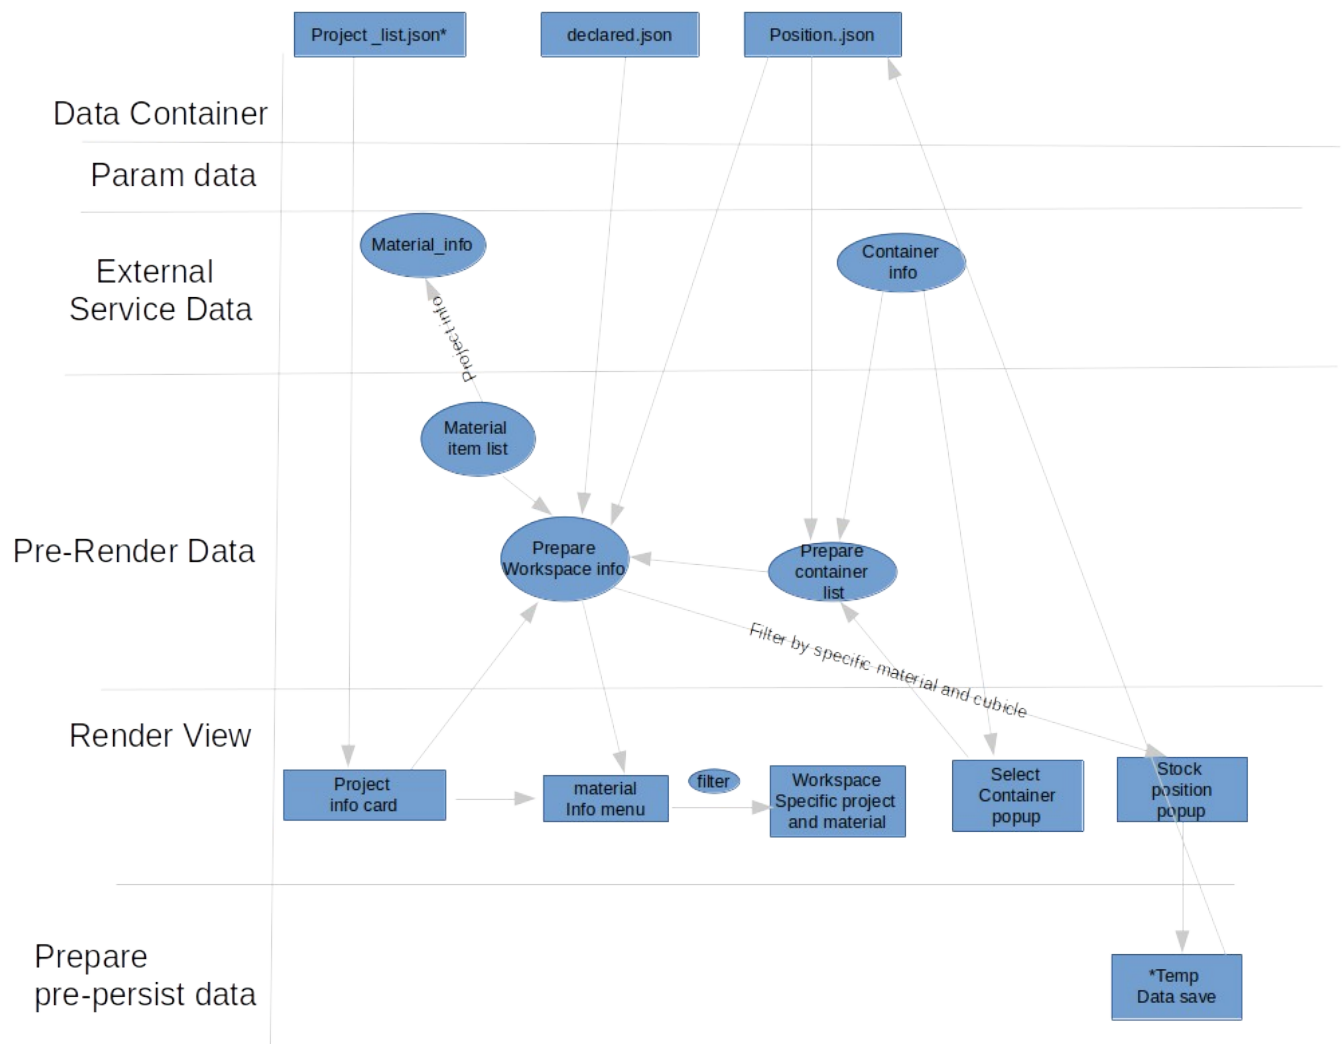 Project _list.json*
declared.json
Position..json
Data Container
Param data
Material_info
Container
info
External
Service Data
Project info
Material
item list
Pre-Render Data
Prepare
Workspace info
Prepare
container
list
Filter by specific material and cubicle
Render View
Project
info card
material
Info menu
filter
Workspace
Specific project
and material
Select
Container
popup
Stock
position
popup
Prepare
pre-persist data
*Temp
Data save